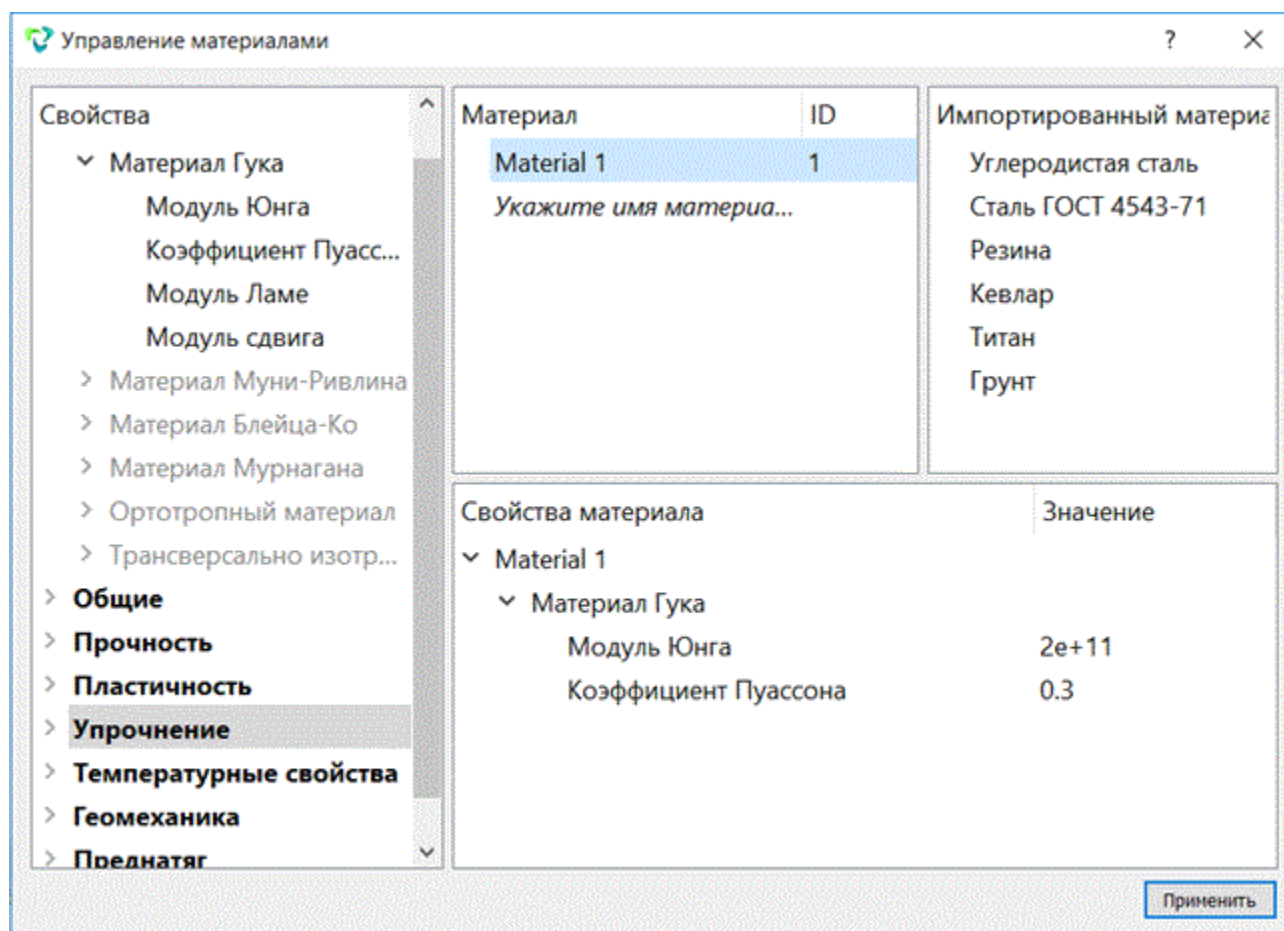 Управление материалами
?
Свойства
Материал Гука
Модуль Юнга
Коэффициент Пуасс...
Модуль Ламе
Модуль сдвига
Материал Муни-Ривлина
Материал Блейца-Ко
Материал Мурнагана
Ортотропный материал
Трансверсально изотр...
Общие
Прочность
Пластичность
Упрочнение
Температурные свойства
Геомеханика
Преднатяг
Материал ID
Material 1 1
Укажите имя материа...
Импортированный материа
Углеродистая сталь
Сталь ГОСТ 4543-71
Резина
Кевлар
Титан
Грунт
Свойства материала Значение
Material 1
Материал Гука
Модуль Юнга 2e+11
Коэффициент Пуассона 0.3
Применить